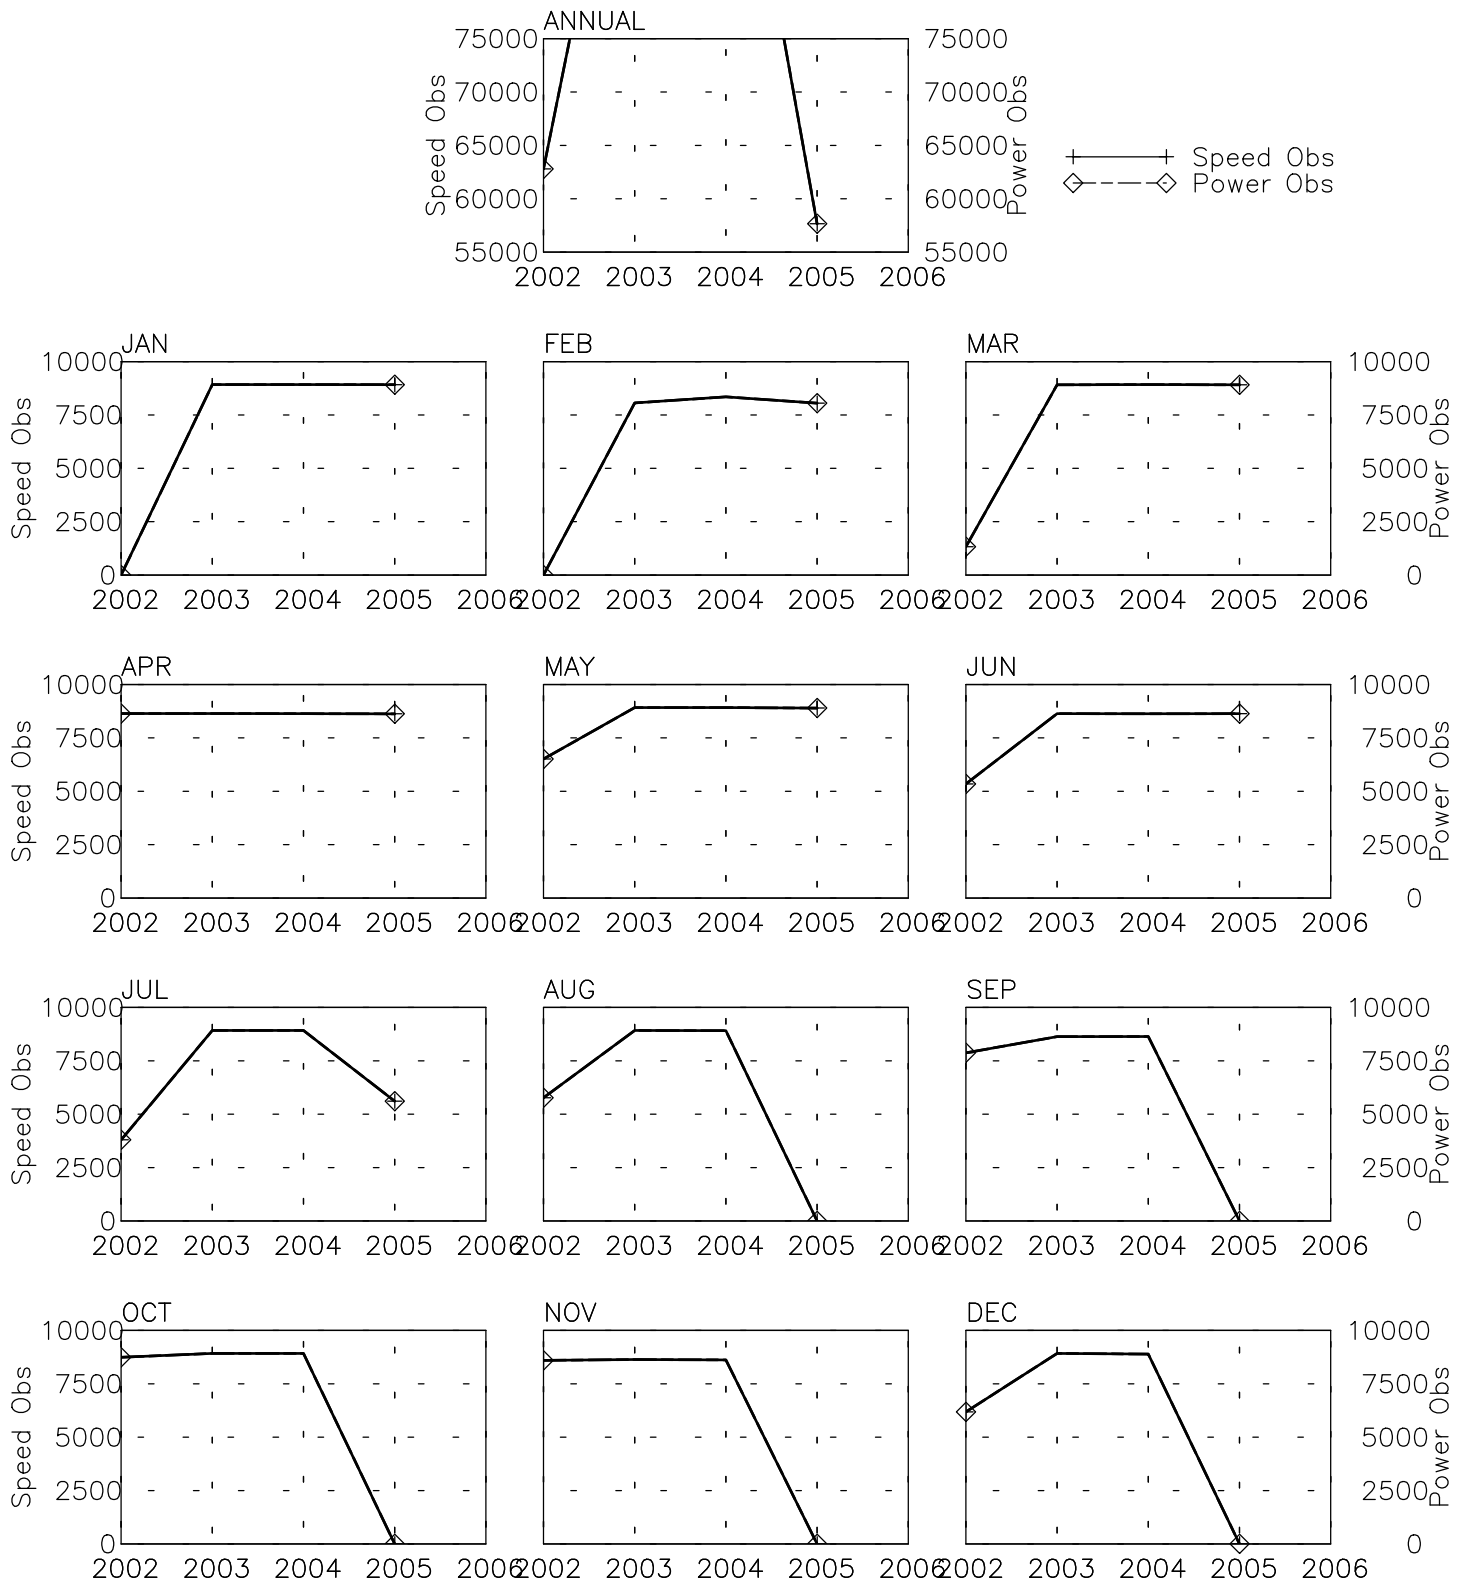 ANNUAL
75000 75000
70000 70000
65000 65000
60000 60000
55000 55000
Speed Obs
Power Obs
2002 2003 2004 2005 2006
Speed Obs
Power Obs
JAN FEB MAR
10000 10000
7500 7500
5000 5000
2500 2500
0 0
Speed Obs
Power Obs
2002 2003 2004 2005 2006 2002 2003 2004 2005 2006 2002 2003 2004 2005 2006
APR MAY JUN
10000 10000
7500 7500
5000 5000
2500 2500
0 0
Speed Obs
Power Obs
2002 2003 2004 2005 2006 2002 2003 2004 2005 2006 2002 2003 2004 2005 2006
JUL AUG SEP
10000 10000
7500 7500
5000 5000
2500 2500
0 0
Speed Obs
Power Obs
2002 2003 2004 2005 2006 2002 2003 2004 2005 2006 2002 2003 2004 2005 2006
OCT NOV DEC
10000 10000
7500 7500
5000 5000
2500 2500
0 0
Speed Obs
Power Obs
2002 2003 2004 2005 2006 2002 2003 2004 2005 2006 2002 2003 2004 2005 2006